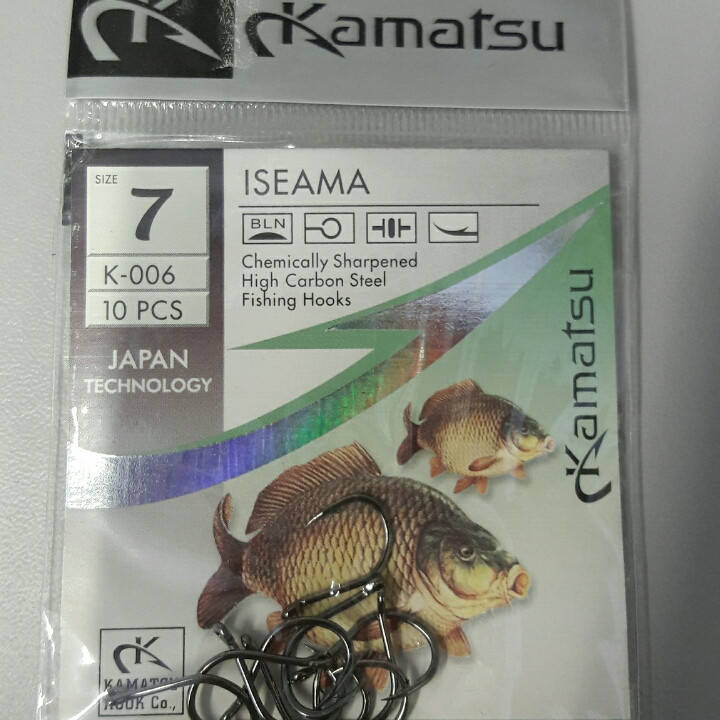 Kamatsu
SIZE
7
K-006
10 PCS
JAPAN
TECHNOLOGY
ISEAMA
BLN
Chemically Sharpened
High Carbon Steel
Fishing Hooks
Kamatsu
KAMATSU
HOOK Co.,